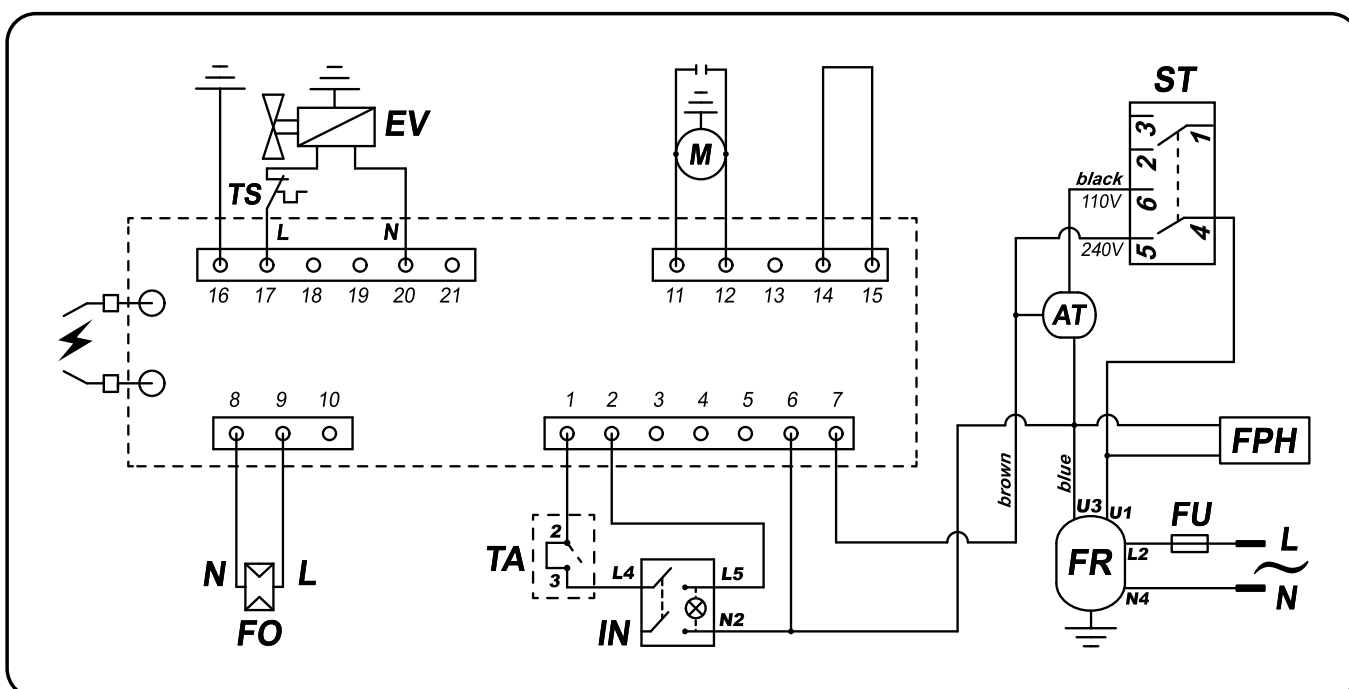 ST
EV
M
3
1
2
TS
black
110V
6
L
N
240V
5
4
16
17
18
19
20
21
11
12
13
14
15
AT
8
9
10
1
2
3
4
5
6
7
FPH
brown
blue
U3
U1
FU
L
2
TA
3
L4
L5
FR
L2
N
L
N4
N
FO
IN
N2